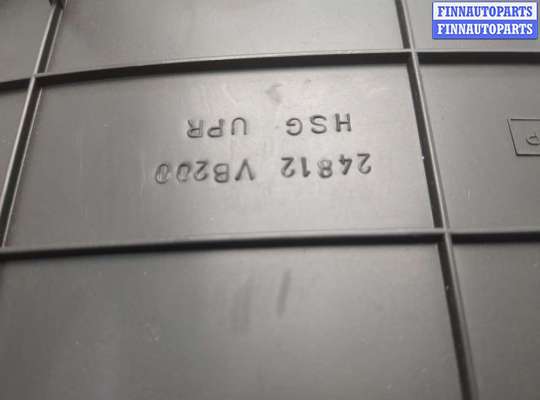 FINNAUTOPARTS
FINNAUTOPARTS
24812 VB200
HSG UPR
P